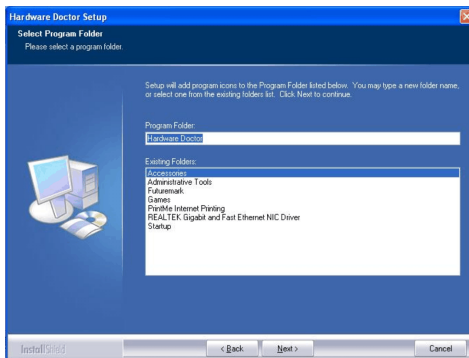 Hardware Doctor Setup
Select Program Folder
Please select a program folder.
Setup will add program icons to the Program Folder listed below. You may type a new folder name,
or select one from the existing folders list. Click Next to continue.
Program Folder:
Hardware Doctor
Existing Folders:
Accessories
Administrative Tools
Futuremark
Games
PrintMe Internet Printing
REALTEK Gigabit and Fast Ethernet NIC Driver
Startup
InstallShield
< Back
Next >
Cancel